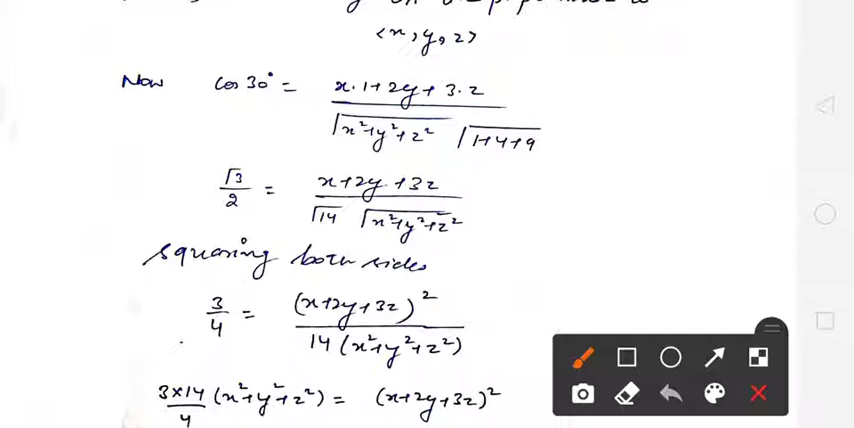 <x, y, z>
Now cos 30° = (x·1+2y+3·z) / (√(x²+y²+z²) √(1+4+9))
√3/2 = (x+2y+3z) / (√14 √(x²+y²+z²))
Squaring both sides
3/4 = (x+2y+3z)² / (14(x²+y²+z²))
(3×14)/4 (x²+y²+z²) = (x+2y+3z)²